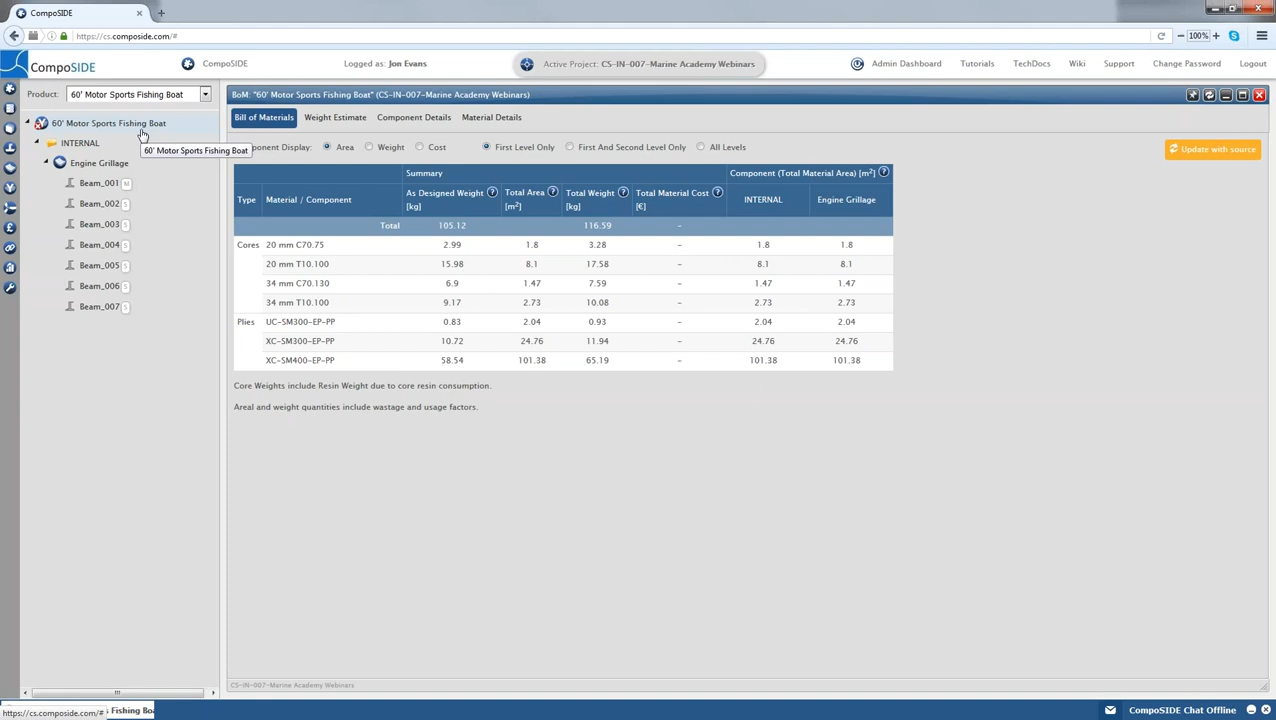 CompoSIDE
https://cs.composide.com/#
100%
CompoSIDE
CompoSIDE
Logged as: Jon Evans
Active Project: CS-IN-007-Marine Academy Webinars
Admin Dashboard
Tutorials
TechDocs
Wiki
Support
Change Password
Logout
Product: 60' Motor Sports Fishing Boat
60' Motor Sports Fishing Boat
60' Motor Sports Fishing Boat
INTERNAL
Engine Grillage
Beam_001 M
Beam_002 S
Beam_003 S
Beam_004 S
Beam_005 S
Beam_006 S
Beam_007 S
BoM: "60' Motor Sports Fishing Boat" (CS-IN-007-Marine Academy Webinars)
Bill of Materials Weight Estimate Component Details Material Details
ponent Display: Area Weight Cost First Level Only First And Second Level Only All Levels
Update with source
Summary Component (Total Material Area) [m²] ?
Type Material / Component As Designed Weight ? [kg] Total Area ? [m²] Total Weight ? [kg] Total Material Cost ? [€] INTERNAL Engine Grillage
Total 105.12 116.59 –
Cores 20 mm C70.75 2.99 1.8 3.28 – 1.8 1.8
20 mm T10.100 15.98 8.1 17.58 – 8.1 8.1
34 mm C70.130 6.9 1.47 7.59 – 1.47 1.47
34 mm T10.100 9.17 2.73 10.08 – 2.73 2.73
Plies UC-SM300-EP-PP 0.83 2.04 0.93 – 2.04 2.04
XC-SM300-EP-PP 10.72 24.76 11.94 – 24.76 24.76
XC-SM400-EP-PP 58.54 101.38 65.19 – 101.38 101.38
Core Weights include Resin Weight due to core resin consumption.
Areal and weight quantities include wastage and usage factors.
CS-IN-007-Marine Academy Webinars
https://cs.composide.com/#
s Fishing Boa
CompoSIDE Chat Offline